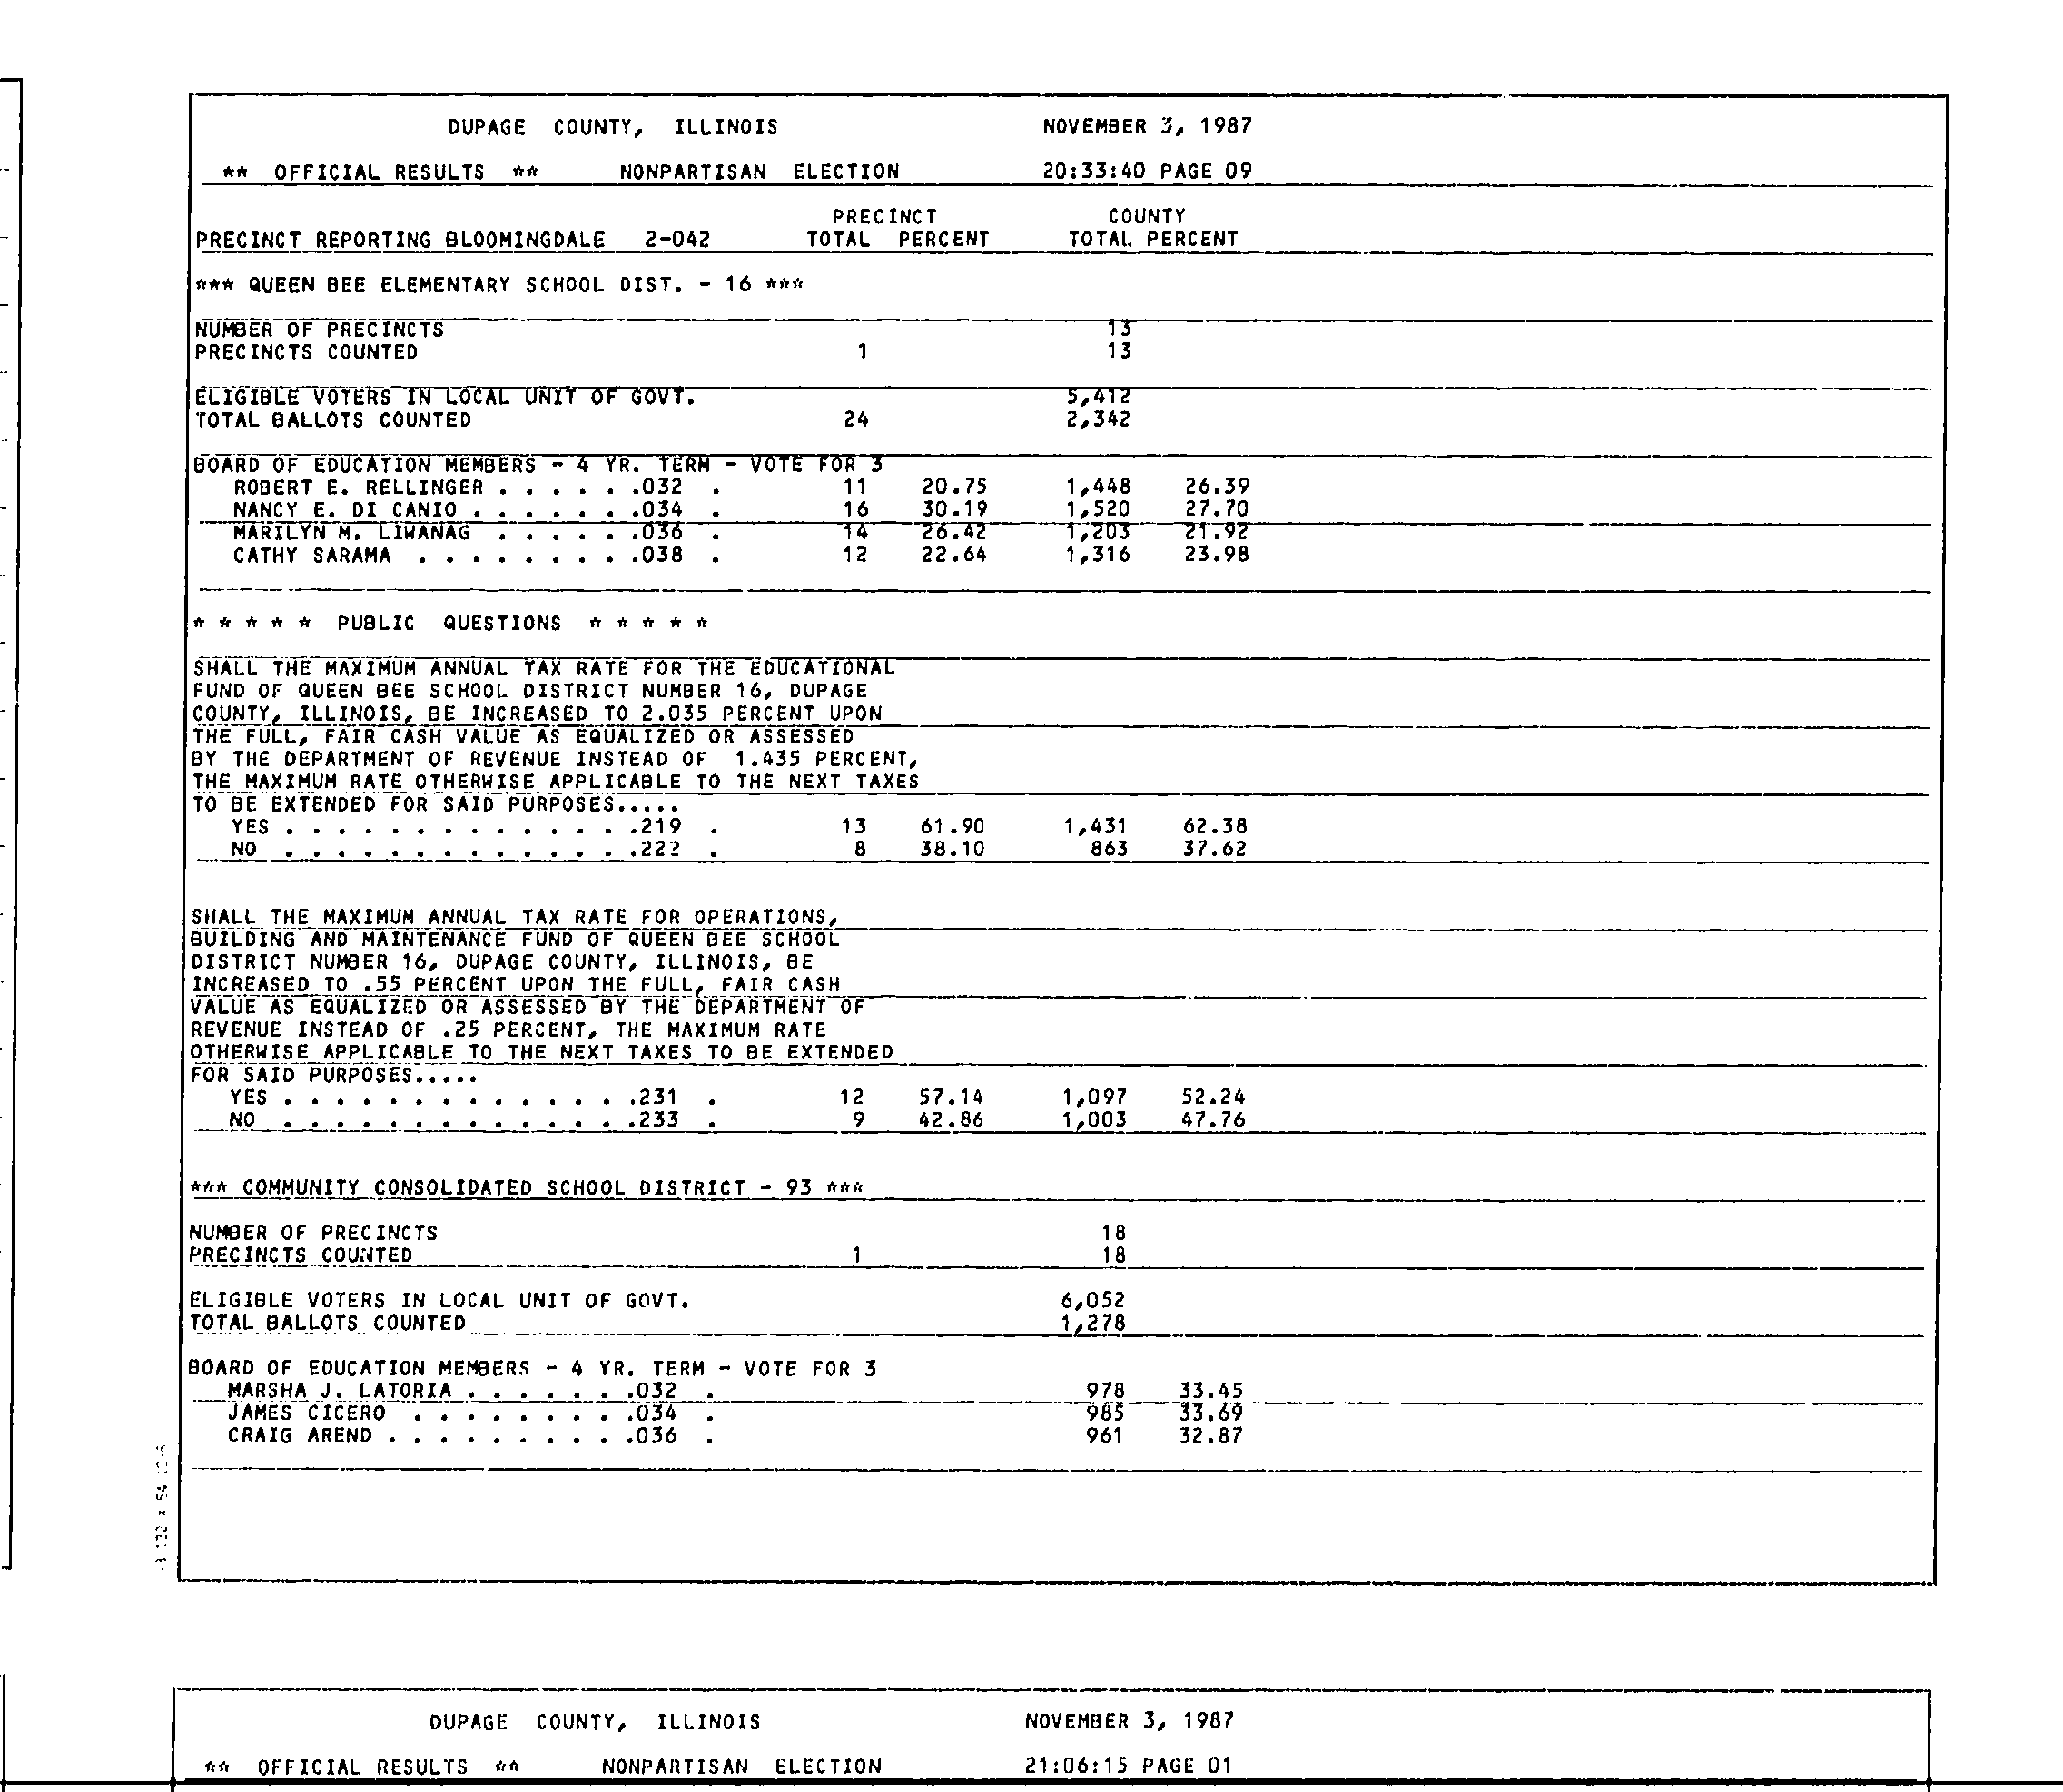 DUPAGE COUNTY, ILLINOIS NOVEMBER 3, 1987
** OFFICIAL RESULTS ** NONPARTISAN ELECTION 20:33:40 PAGE 09
PRECINCT COUNTY
PRECINCT REPORTING BLOOMINGDALE 2-042 TOTAL PERCENT TOTAL PERCENT
*** QUEEN BEE ELEMENTARY SCHOOL DIST. - 16 ***
NUMBER OF PRECINCTS 13
PRECINCTS COUNTED 1 13
ELIGIBLE VOTERS IN LOCAL UNIT OF GOVT. 5,412
TOTAL BALLOTS COUNTED 24 2,342
BOARD OF EDUCATION MEMBERS - 4 YR. TERM - VOTE FOR 3
ROBERT E. RELLINGER . . . . . .032 . 11 20.75 1,448 26.39
NANCY E. DI CANIO . . . . . . .034 . 16 30.19 1,520 27.70
MARILYN M. LIWANAG . . . . . .036 . 14 26.42 1,203 21.92
CATHY SARAMA . . . . . . . . .038 . 12 22.64 1,316 23.98
* * * * * PUBLIC QUESTIONS * * * * *
SHALL THE MAXIMUM ANNUAL TAX RATE FOR THE EDUCATIONAL
FUND OF QUEEN BEE SCHOOL DISTRICT NUMBER 16, DUPAGE
COUNTY, ILLINOIS, BE INCREASED TO 2.035 PERCENT UPON
THE FULL, FAIR CASH VALUE AS EQUALIZED OR ASSESSED
BY THE DEPARTMENT OF REVENUE INSTEAD OF 1.435 PERCENT,
THE MAXIMUM RATE OTHERWISE APPLICABLE TO THE NEXT TAXES
TO BE EXTENDED FOR SAID PURPOSES.....
YES . . . . . . . . . . . . . .219 . 13 61.90 1,431 62.38
NO . . . . . . . . . . . . . .222 . 8 38.10 863 37.62
SHALL THE MAXIMUM ANNUAL TAX RATE FOR OPERATIONS,
BUILDING AND MAINTENANCE FUND OF QUEEN BEE SCHOOL
DISTRICT NUMBER 16, DUPAGE COUNTY, ILLINOIS, BE
INCREASED TO .55 PERCENT UPON THE FULL, FAIR CASH
VALUE AS EQUALIZED OR ASSESSED BY THE DEPARTMENT OF
REVENUE INSTEAD OF .25 PERCENT, THE MAXIMUM RATE
OTHERWISE APPLICABLE TO THE NEXT TAXES TO BE EXTENDED
FOR SAID PURPOSES.....
YES . . . . . . . . . . . . . .231 . 12 57.14 1,097 52.24
NO . . . . . . . . . . . . . .233 . 9 42.86 1,003 47.76
*** COMMUNITY CONSOLIDATED SCHOOL DISTRICT - 93 ***
NUMBER OF PRECINCTS 18
PRECINCTS COUNTED 1 18
ELIGIBLE VOTERS IN LOCAL UNIT OF GOVT. 6,052
TOTAL BALLOTS COUNTED 1,278
BOARD OF EDUCATION MEMBERS - 4 YR. TERM - VOTE FOR 3
MARSHA J. LATORIA . . . . . . .032 . 978 33.45
JAMES CICERO . . . . . . . . .034 . 985 33.69
CRAIG AREND . . . . . . . . . .036 . 961 32.87
DUPAGE COUNTY, ILLINOIS NOVEMBER 3, 1987
** OFFICIAL RESULTS ** NONPARTISAN ELECTION 21:06:15 PAGE 01